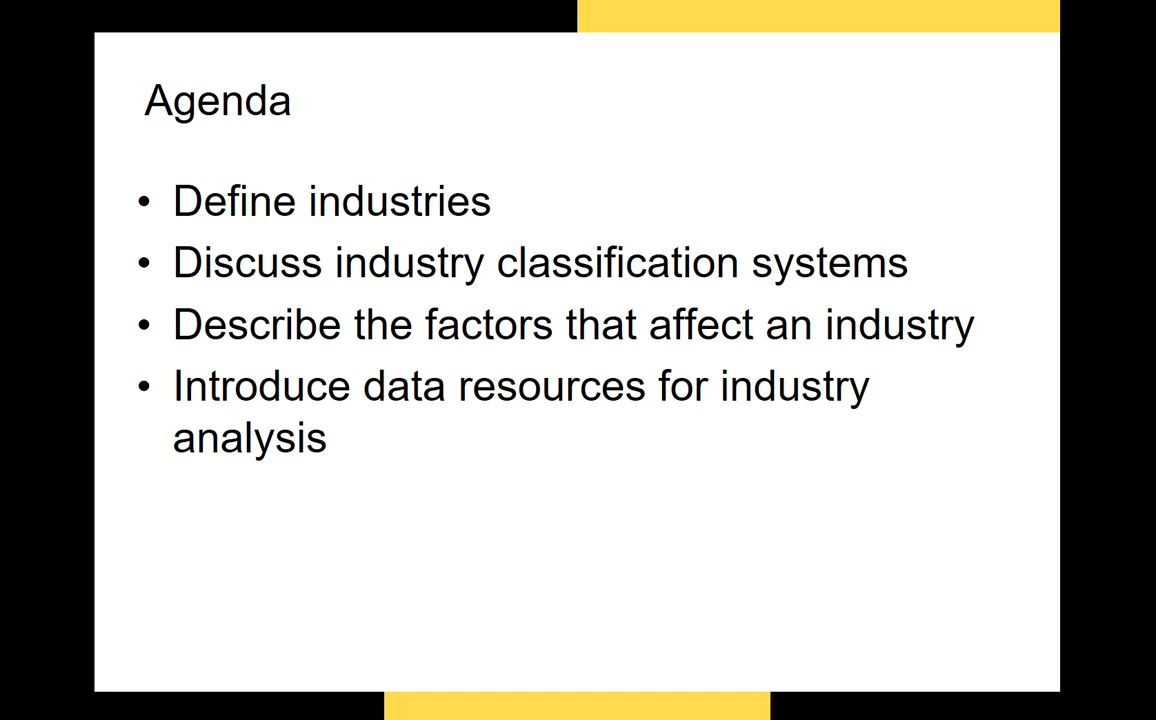 Agenda
• Define industries
• Discuss industry classification systems
• Describe the factors that affect an industry
• Introduce data resources for industry
analysis